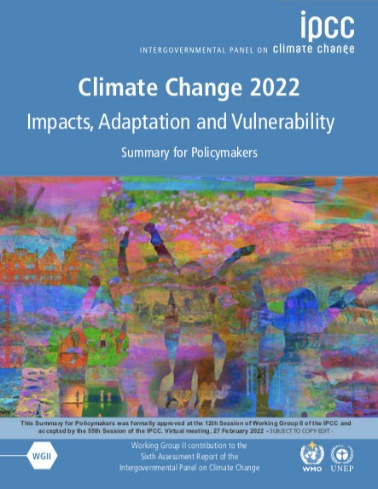 ipcc
INTERGOVERNMENTAL PANEL ON climate change
Climate Change 2022
Impacts, Adaptation and Vulnerability
Summary for Policymakers
This Summary for Policymakers was formally approved at the 12th Session of Working Group II of the IPCC and
accepted by the 55th Session of the IPCC. Virtual meeting, 27 February 2022 - SUBJECT TO COPY-EDIT -
WGII
Working Group II contribution to the
Sixth Assessment Report of the
Intergovernmental Panel on Climate Change
WMO
UNEP